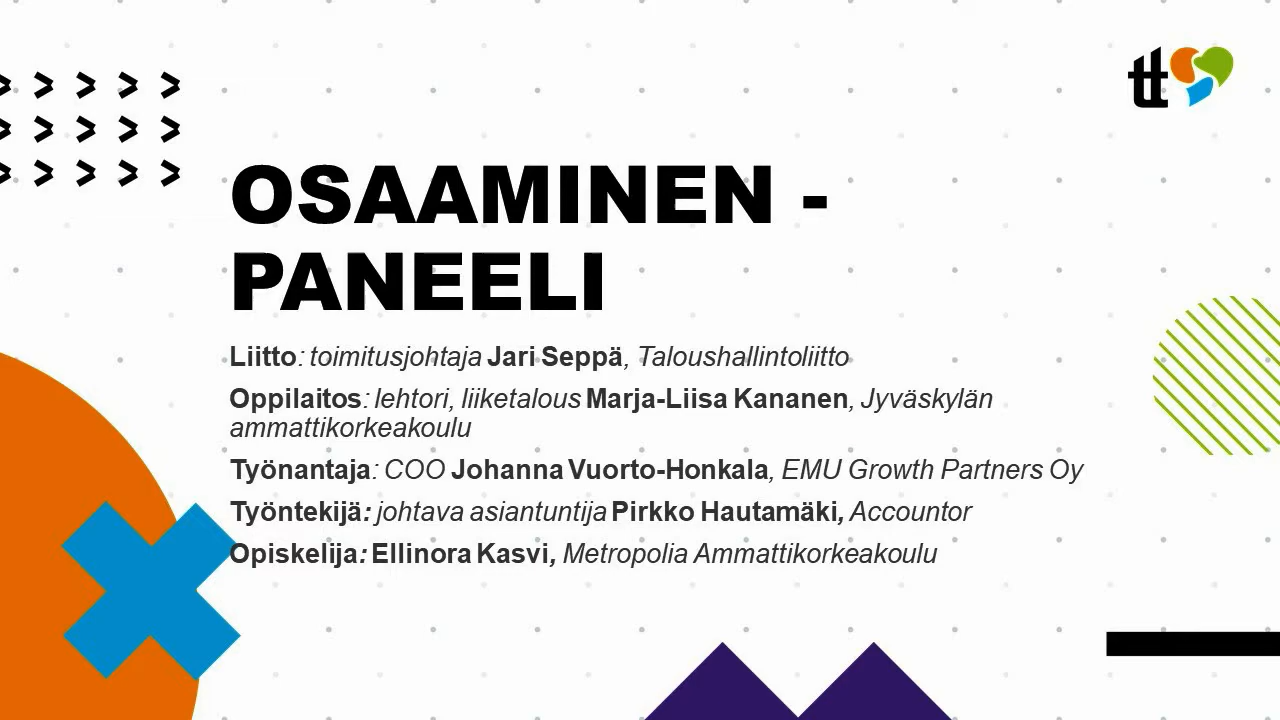 tt
OSAAMINEN -
PANEELI
Liitto: toimitusjohtaja Jari Seppä, Taloushallintoliitto
Oppilaitos: lehtori, liiketalous Marja-Liisa Kananen, Jyväskylän
ammattikorkeakoulu
Työnantaja: COO Johanna Vuorto-Honkala, EMU Growth Partners Oy
Työntekijä: johtava asiantuntija Pirkko Hautamäki, Accountor
Opiskelija: Ellinora Kasvi, Metropolia Ammattikorkeakoulu